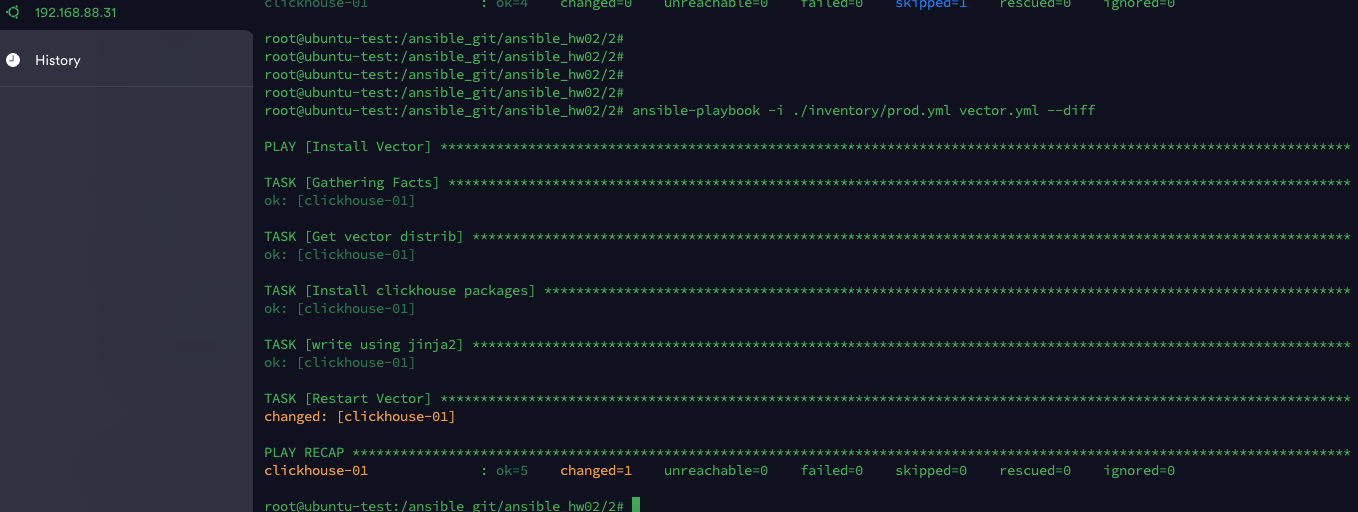 192.168.88.31
History
clickhouse-01 : ok=4 changed=0 unreachable=0 failed=0 skipped=1 rescued=0 ignored=0
root@ubuntu-test:/ansible_git/ansible_hw02/2#
root@ubuntu-test:/ansible_git/ansible_hw02/2#
root@ubuntu-test:/ansible_git/ansible_hw02/2#
root@ubuntu-test:/ansible_git/ansible_hw02/2#
root@ubuntu-test:/ansible_git/ansible_hw02/2# ansible-playbook -i ./inventory/prod.yml vector.yml --diff
PLAY [Install Vector] ******************************************************************************************************************
TASK [Gathering Facts] *****************************************************************************************************************
ok: [clickhouse-01]
TASK [Get vector distrib] **************************************************************************************************************
ok: [clickhouse-01]
TASK [Install clickhouse packages] *****************************************************************************************************
ok: [clickhouse-01]
TASK [write using jinja2] **************************************************************************************************************
ok: [clickhouse-01]
TASK [Restart Vector] ******************************************************************************************************************
changed: [clickhouse-01]
PLAY RECAP *****************************************************************************************************************************
clickhouse-01 : ok=5 changed=1 unreachable=0 failed=0 skipped=0 rescued=0 ignored=0
root@ubuntu-test:/ansible_git/ansible_hw02/2#